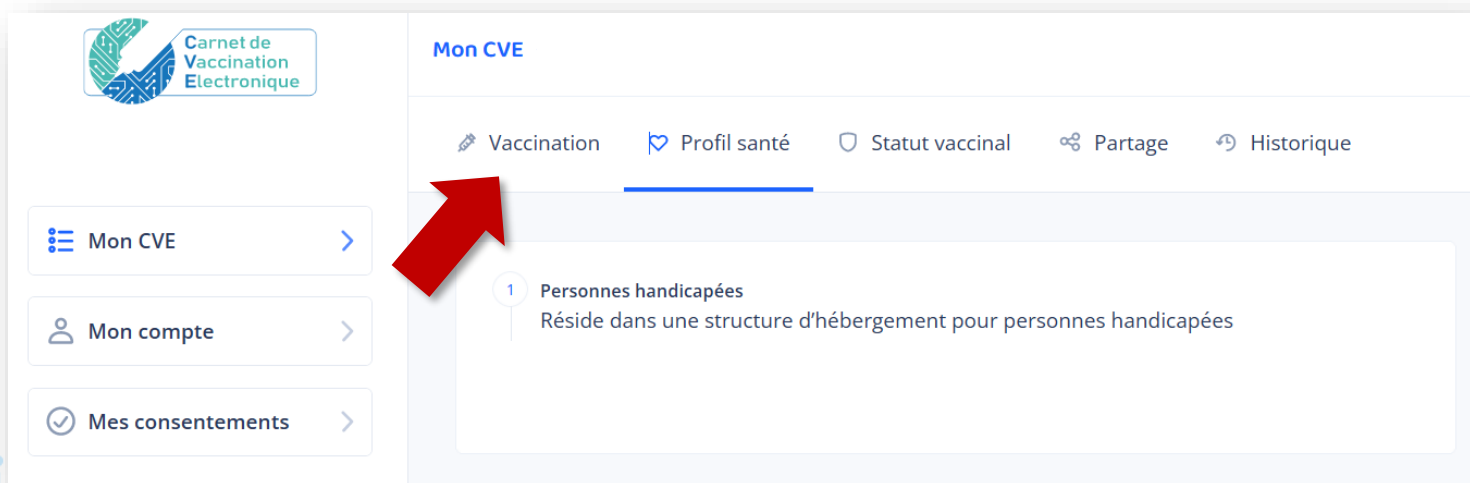 Carnet de
Vaccination
Electronique
Mon CVE
Vaccination Profil santé Statut vaccinal Partage Historique
Mon CVE
Mon compte
Mes consentements
1 Personnes handicapées
Réside dans une structure d’hébergement pour personnes handicapées